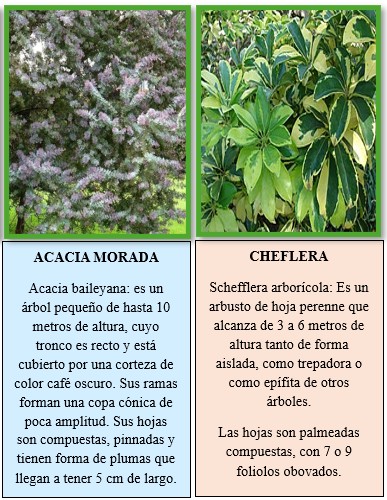 ACACIA MORADA
Acacia baileyana: es un
árbol pequeño de hasta 10
metros de altura, cuyo
tronco es recto y está
cubierto por una corteza de
color café oscuro. Sus ramas
forman una copa cónica de
poca amplitud. Sus hojas
son compuestas, pinnadas y
tienen forma de plumas que
llegan a tener 5 cm de largo.
CHEFLERA
Schefflera arborícola: Es un
arbusto de hoja perenne que
alcanza de 3 a 6 metros de
altura tanto de forma
aislada, como trepadora o
como epífita de otros
árboles.
Las hojas son palmeadas
compuestas, con 7 o 9
foliolos obovados.